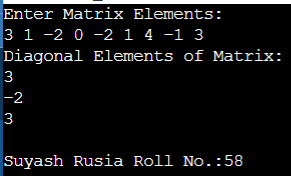 Enter Matrix Elements:
3 1 -2 0 -2 1 4 -1 3
Diagonal Elements of Matrix:
3
-2
3
Suyash Rusia Roll No.:58